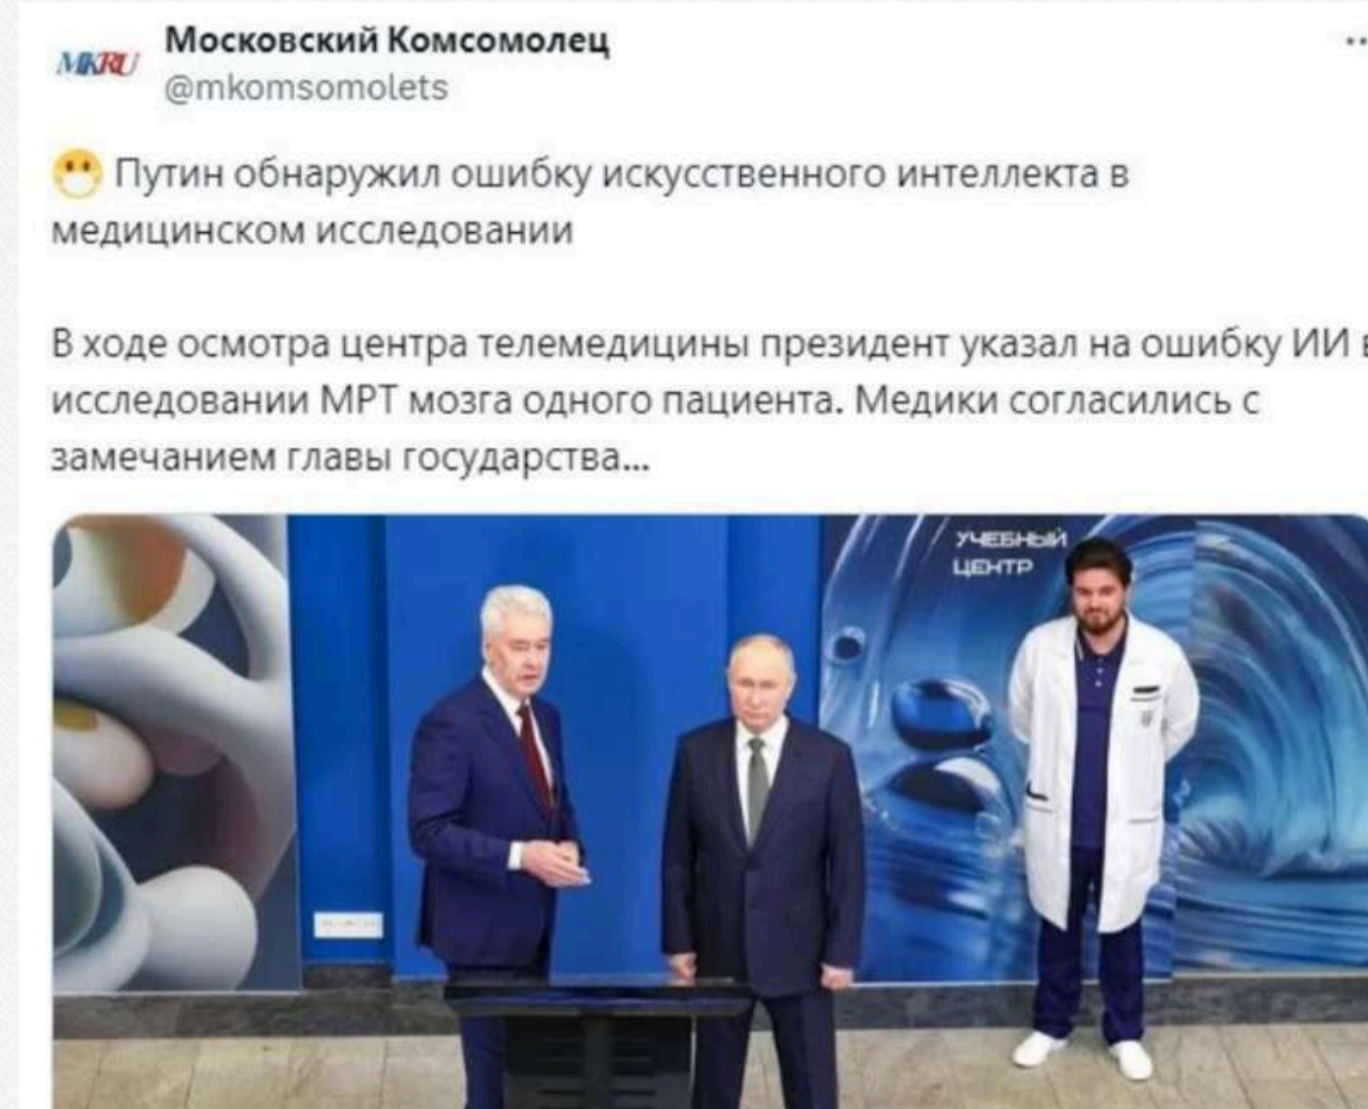 MKRU
Московский Комсомолец
@mkomsomolets
Путин обнаружил ошибку искусственного интеллекта в
медицинском исследовании
В ходе осмотра центра телемедицины президент указал на ошибку ИИ в
исследовании МРТ мозга одного пациента. Медики согласились с
замечанием главы государства...
УЧЕБНЫЙ
ЦЕНТР